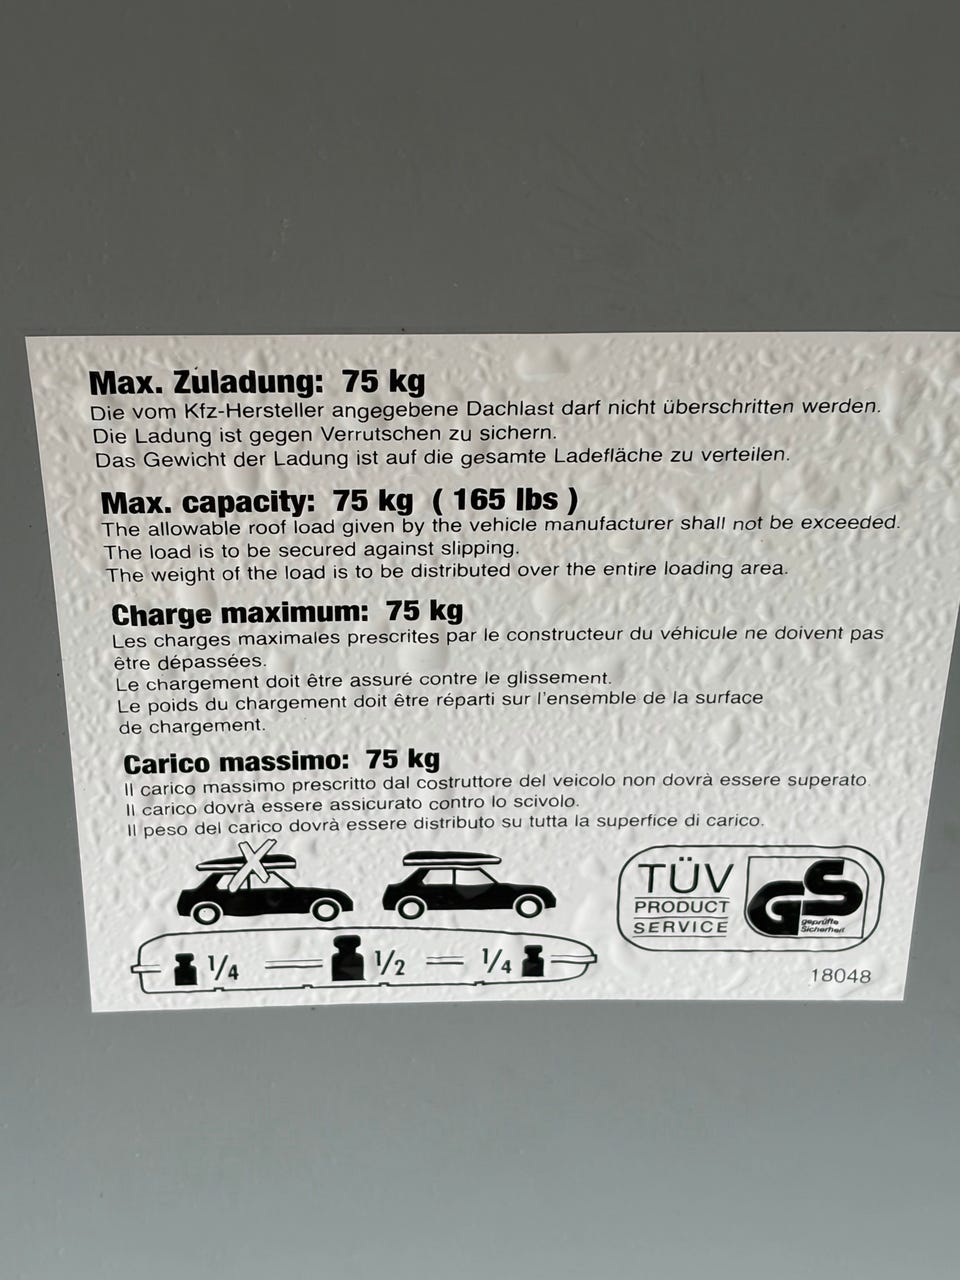 Max. Zuladung: 75 kg
Die vom Kfz-Hersteller angegebene Dachlast darf nicht überschritten werden.
Die Ladung ist gegen Verrutschen zu sichern.
Das Gewicht der Ladung ist auf die gesamte Ladefläche zu verteilen.
Max. capacity: 75 kg ( 165 lbs )
The allowable roof load given by the vehicle manufacturer shall not be exceeded.
The load is to be secured against slipping.
The weight of the load is to be distributed over the entire loading area.
Charge maximum: 75 kg
Les charges maximales prescrites par le constructeur du véhicule ne doivent pas
être dépassées.
Le chargement doit être assuré contre le glissement.
Le poids du chargement doit être réparti sur l'ensemble de la surface
de chargement.
Carico massimo: 75 kg
Il carico massimo prescritto dal costruttore del veicolo non dovrà essere superato.
Il carico dovrà essere assicurato contro lo scivolo.
Il peso del carico dovrà essere distributo su tutta la superfice di carico.
TÜV
PRODUCT
SERVICE
GS
geprüfte
Sicherheit
1/4 1/2 1/4
18048